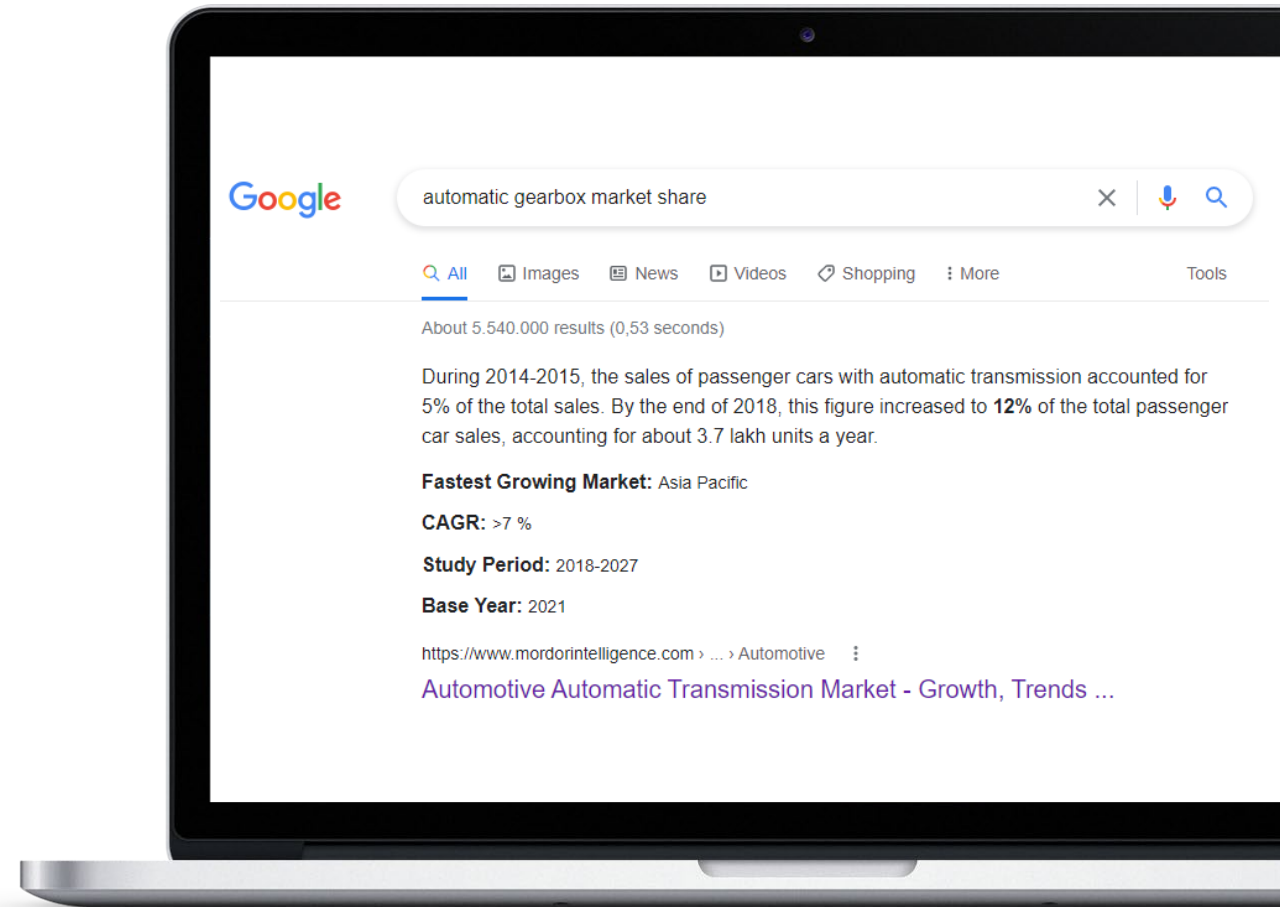 Google
automatic gearbox market share
All Images News Videos Shopping More Tools
About 5.540.000 results (0,53 seconds)
During 2014-2015, the sales of passenger cars with automatic transmission accounted for
5% of the total sales. By the end of 2018, this figure increased to 12% of the total passenger
car sales, accounting for about 3.7 lakh units a year.
Fastest Growing Market: Asia Pacific
CAGR: >7 %
Study Period: 2018-2027
Base Year: 2021
https://www.mordorintelligence.com › ... › Automotive
Automotive Automatic Transmission Market - Growth, Trends ...